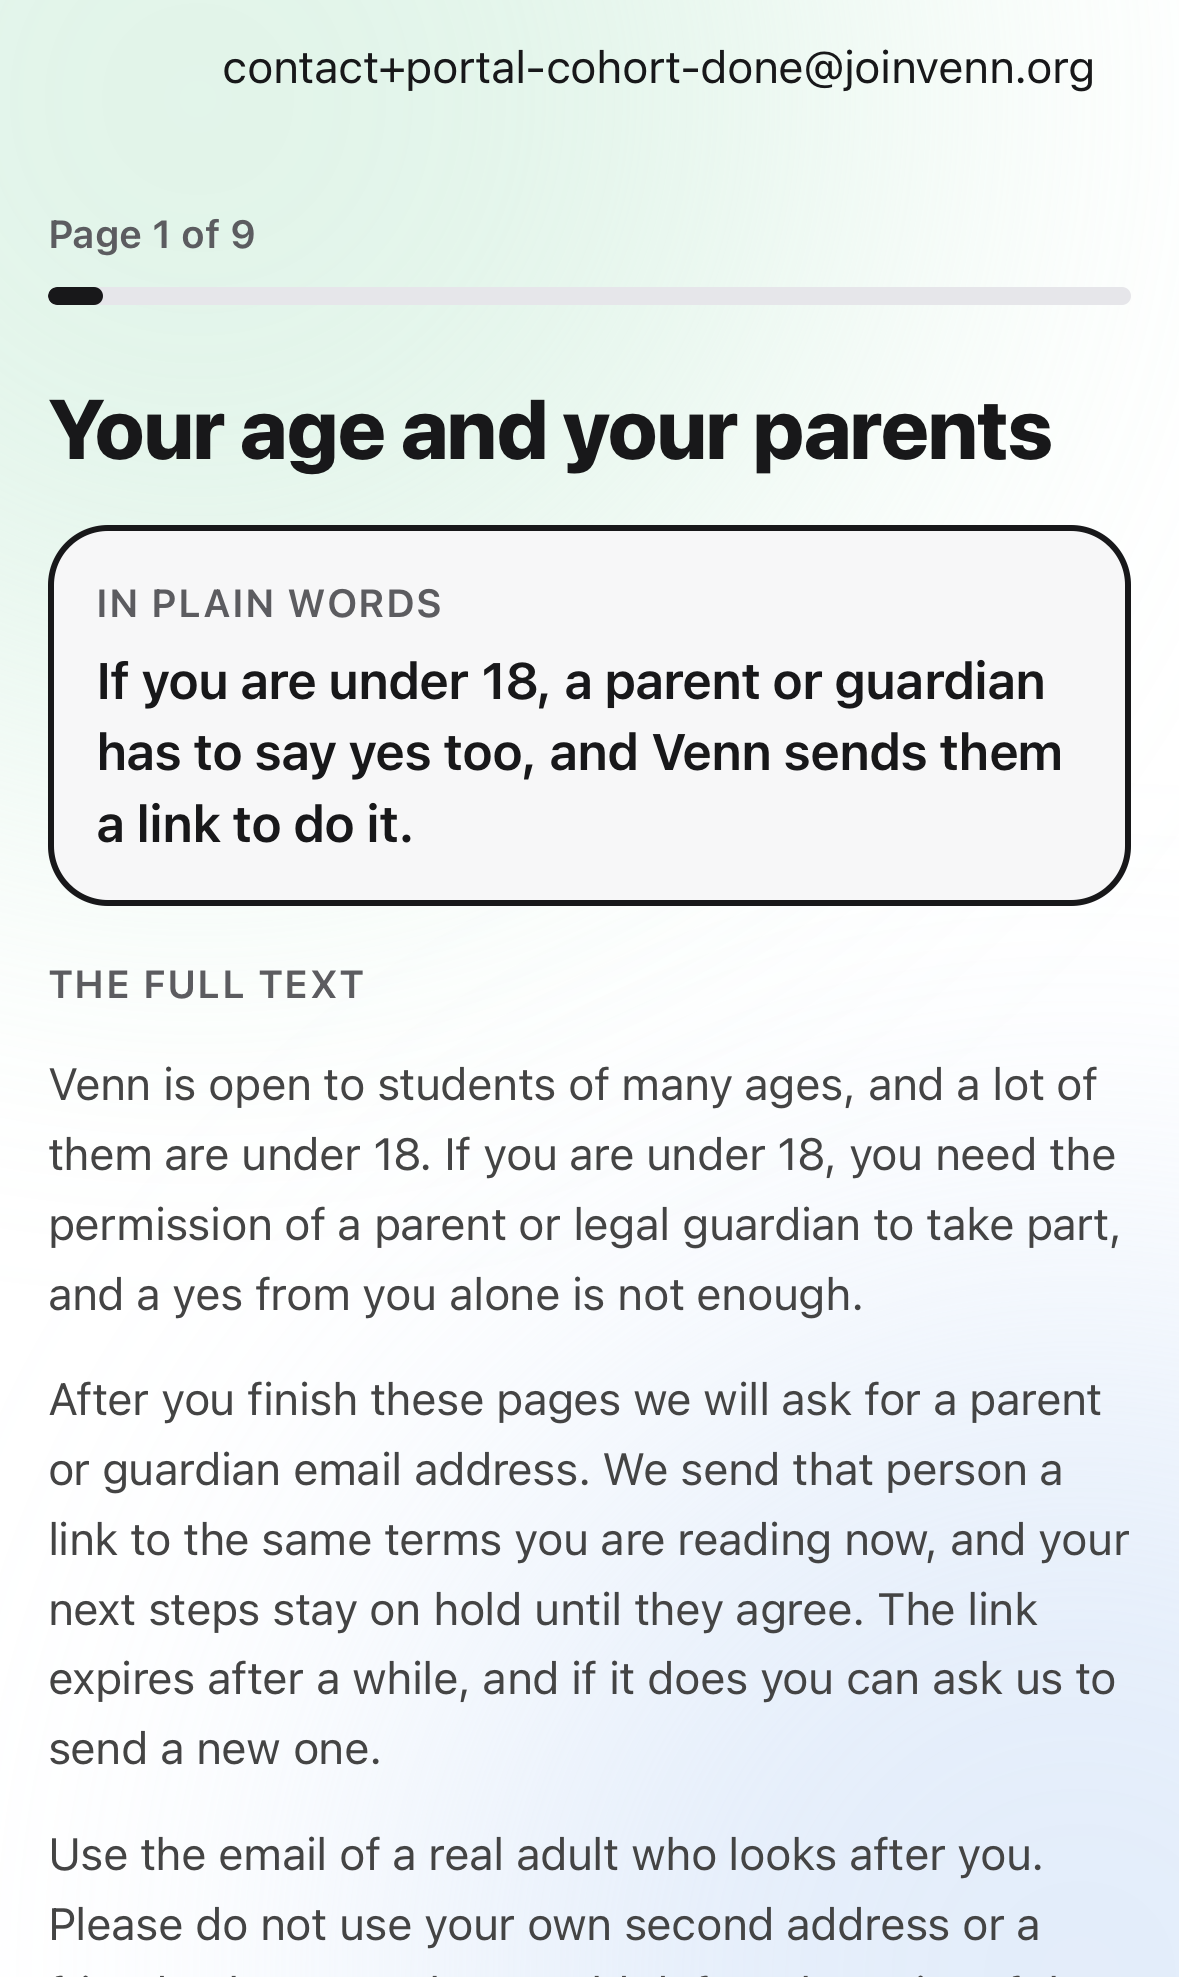 contact+portal-cohort-done@joinvenn.org
Page 1 of 9
Your age and your parents
IN PLAIN WORDS
If you are under 18, a parent or guardian
has to say yes too, and Venn sends them
a link to do it.
THE FULL TEXT
Venn is open to students of many ages, and a lot of
them are under 18. If you are under 18, you need the
permission of a parent or legal guardian to take part,
and a yes from you alone is not enough.
After you finish these pages we will ask for a parent
or guardian email address. We send that person a
link to the same terms you are reading now, and your
next steps stay on hold until they agree. The link
expires after a while, and if it does you can ask us to
send a new one.
Use the email of a real adult who looks after you.
Please do not use your own second address or a